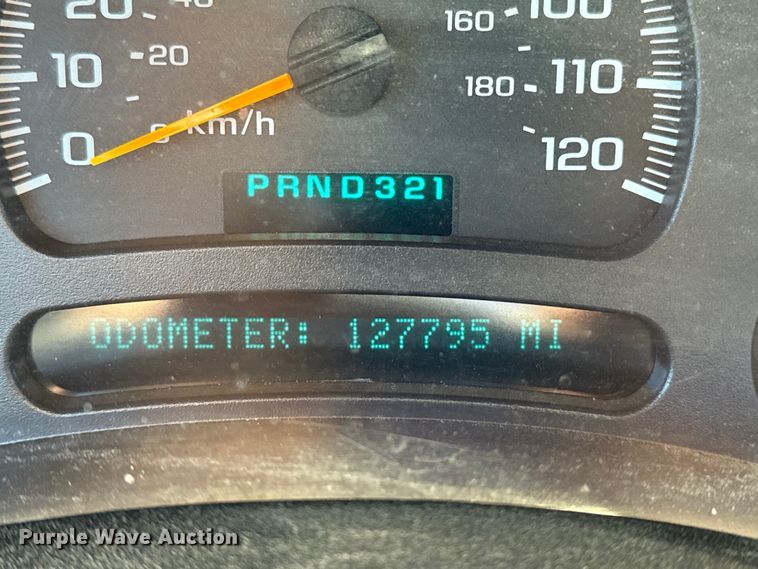 20 40 160 100
10 20 180 110
0 km/h 120
PRND321
ODOMETER: 127795 MI
Purple Wave Auction